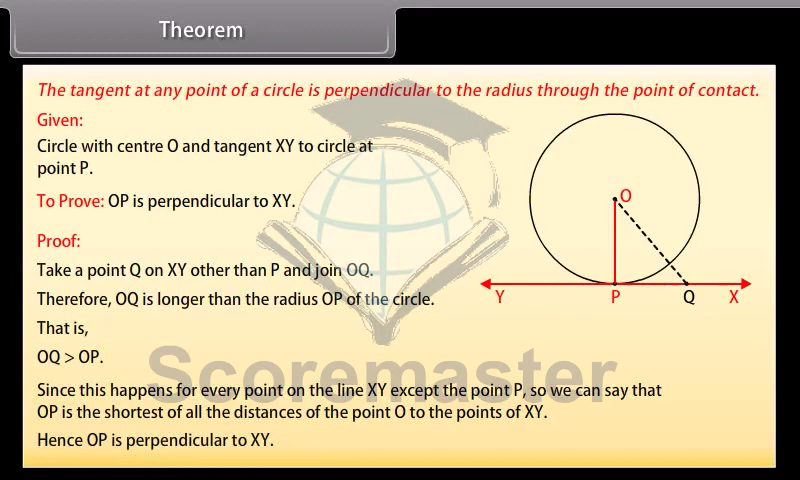 Theorem
The tangent at any point of a circle is perpendicular to the radius through the point of contact.
Given:
Circle with centre O and tangent XY to circle at
point P.
To Prove: OP is perpendicular to XY.
Proof:
Take a point Q on XY other than P and join OQ.
Therefore, OQ is longer than the radius OP of the circle.
That is,
OQ > OP.
Since this happens for every point on the line XY except the point P, so we can say that
OP is the shortest of all the distances of the point O to the points of XY.
Hence OP is perpendicular to XY.
O
Y P Q X
Scoremaster